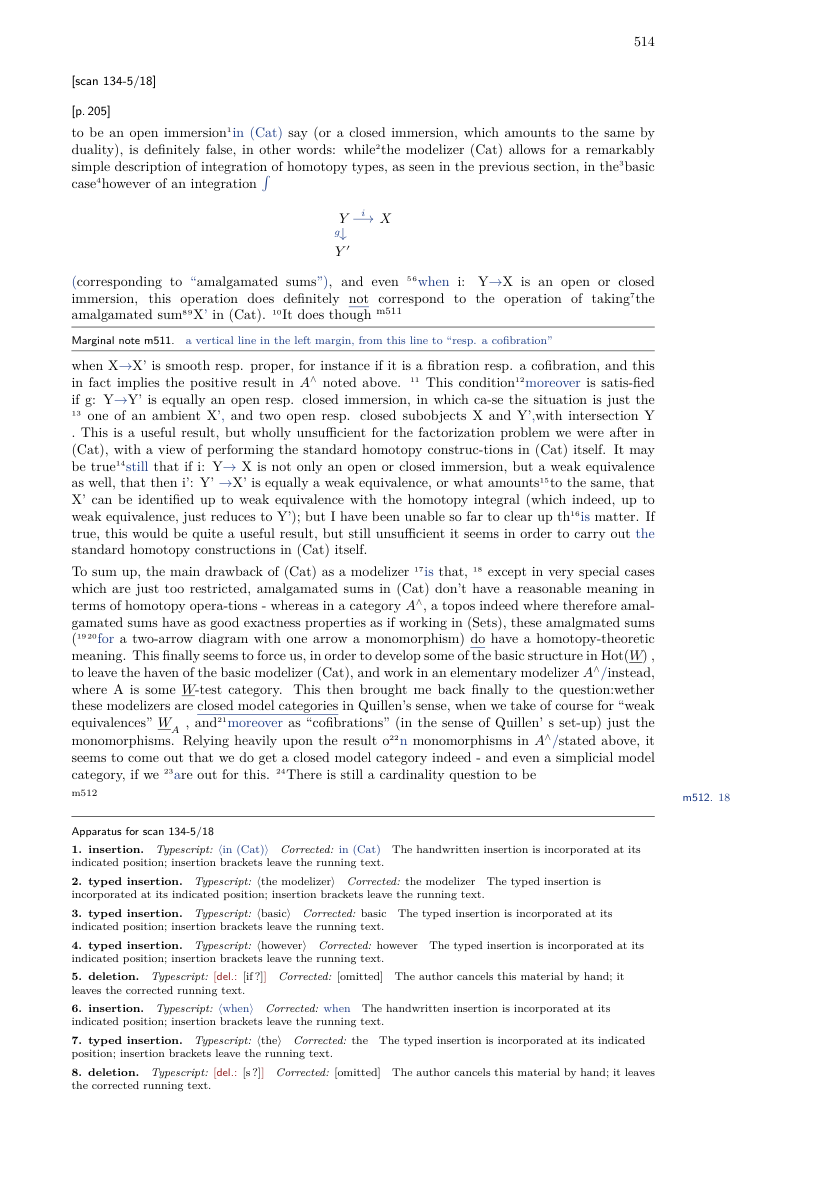 514
[scan 134-5/18]
[p. 205]
to be an open immersion¹in (Cat) say (or a closed immersion, which amounts to the same by
duality), is definitely false, in other words: while²the modelizer (Cat) allows for a remarkably
simple description of integration of homotopy types, as seen in the previous section, in the³basic
case⁴however of an integration ∫
Y —i→ X
g↓
Y′
(corresponding to “amalgamated sums”), and even ⁵ ⁶when i: Y→X is an open or closed
immersion, this operation does definitely not correspond to the operation of taking⁷the
amalgamated sum⁸ ⁹X’ in (Cat). ¹⁰It does though m511
Marginal note m511. a vertical line in the left margin, from this line to “resp. a cofibration”
when X→X’ is smooth resp. proper, for instance if it is a fibration resp. a cofibration, and this
in fact implies the positive result in A^ noted above. ¹¹ This condition¹²moreover is satis-fied
if g: Y→Y’ is equally an open resp. closed immersion, in which ca-se the situation is just the
¹³ one of an ambient X’, and two open resp. closed subobjects X and Y’,with intersection Y
. This is a useful result, but wholly unsufficient for the factorization problem we were after in
(Cat), with a view of performing the standard homotopy construc-tions in (Cat) itself. It may
be true¹⁴still that if i: Y→ X is not only an open or closed immersion, but a weak equivalence
as well, that then i’: Y’ →X’ is equally a weak equivalence, or what amounts¹⁵to the same, that
X’ can be identified up to weak equivalence with the homotopy integral (which indeed, up to
weak equivalence, just reduces to Y’); but I have been unable so far to clear up th¹⁶is matter. If
true, this would be quite a useful result, but still unsufficient it seems in order to carry out the
standard homotopy constructions in (Cat) itself.
To sum up, the main drawback of (Cat) as a modelizer ¹⁷is that, ¹⁸ except in very special cases
which are just too restricted, amalgamated sums in (Cat) don’t have a reasonable meaning in
terms of homotopy opera-tions - whereas in a category A^, a topos indeed where therefore amal-
gamated sums have as good exactness properties as if working in (Sets), these amalgmated sums
(¹⁹ ²⁰for a two-arrow diagram with one arrow a monomorphism) do have a homotopy-theoretic
meaning. This finally seems to force us, in order to develop some of the basic structure in Hot(W) ,
to leave the haven of the basic modelizer (Cat), and work in an elementary modelizer A^/instead,
where A is some W-test category. This then brought me back finally to the question:wether
these modelizers are closed model categories in Quillen’s sense, when we take of course for “weak
equivalences” W_A , and²¹moreover as “cofibrations” (in the sense of Quillen’ s set-up) just the
monomorphisms. Relying heavily upon the result o²²n monomorphisms in A^/stated above, it
seems to come out that we do get a closed model category indeed - and even a simplicial model
category, if we ²³are out for this. ²⁴There is still a cardinality question to be
m512
m512. 18
Apparatus for scan 134-5/18
1. insertion. Typescript: ⟨in (Cat)⟩ Corrected: in (Cat) The handwritten insertion is incorporated at its
indicated position; insertion brackets leave the running text.
2. typed insertion. Typescript: ⟨the modelizer⟩ Corrected: the modelizer The typed insertion is
incorporated at its indicated position; insertion brackets leave the running text.
3. typed insertion. Typescript: ⟨basic⟩ Corrected: basic The typed insertion is incorporated at its
indicated position; insertion brackets leave the running text.
4. typed insertion. Typescript: ⟨however⟩ Corrected: however The typed insertion is incorporated at its
indicated position; insertion brackets leave the running text.
5. deletion. Typescript: [del.: [if ?]] Corrected: [omitted] The author cancels this material by hand; it
leaves the corrected running text.
6. insertion. Typescript: ⟨when⟩ Corrected: when The handwritten insertion is incorporated at its
indicated position; insertion brackets leave the running text.
7. typed insertion. Typescript: ⟨the⟩ Corrected: the The typed insertion is incorporated at its indicated
position; insertion brackets leave the running text.
8. deletion. Typescript: [del.: [s ?]] Corrected: [omitted] The author cancels this material by hand; it leaves
the corrected running text.